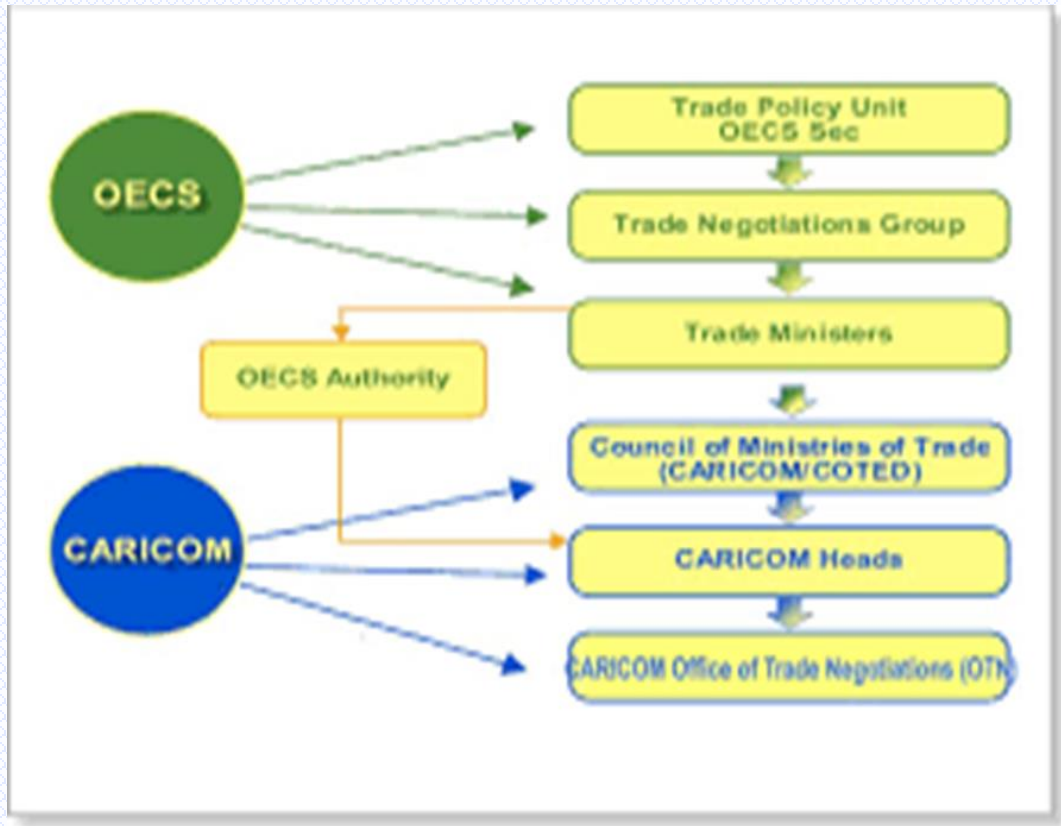 OECS
Trade Policy Unit
OECS Sec
Trade Negotiations Group
Trade Ministers
OECS Authority
Council of Ministries of Trade
(CARICOM/COTED)
CARICOM
CARICOM Heads
CARICOM Office of Trade Negotiations (OTN)